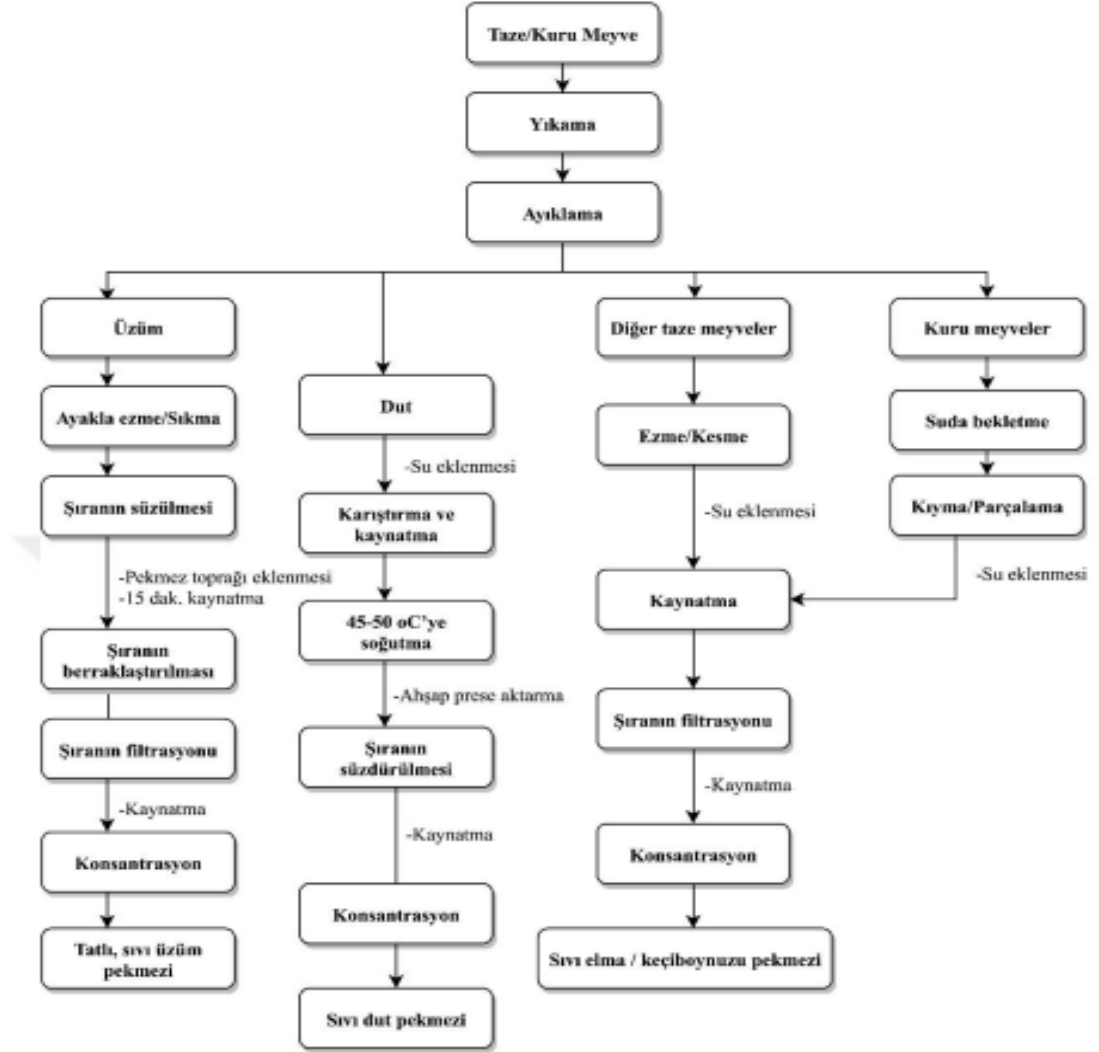 Taze/Kuru Meyve
Yıkama
Ayıklama
Üzüm
Ayakla ezme/Sıkma
Şıranın süzülmesi
-Pekmez toprağı eklenmesi
-15 dak. kaynatma
Şıranın
berraklaştırılması
Şıranın filtrasyonu
-Kaynatma
Konsantrasyon
Tatlı, sıvı üzüm
pekmezi
Dut
-Su eklenmesi
Karıştırma ve
kaynatma
45-50 oC'ye
soğutma
-Ahşap prese aktarma
Şıranın
süzdürülmesi
-Kaynatma
Konsantrasyon
Sıvı dut pekmezi
Diğer taze meyveler
Ezme/Kesme
-Su eklenmesi
Kaynatma
Şıranın filtrasyonu
-Kaynatma
Konsantrasyon
Sıvı elma / keçiboynuzu pekmezi
Kuru meyveler
Suda bekletme
Kıyma/Parçalama
-Su eklenmesi